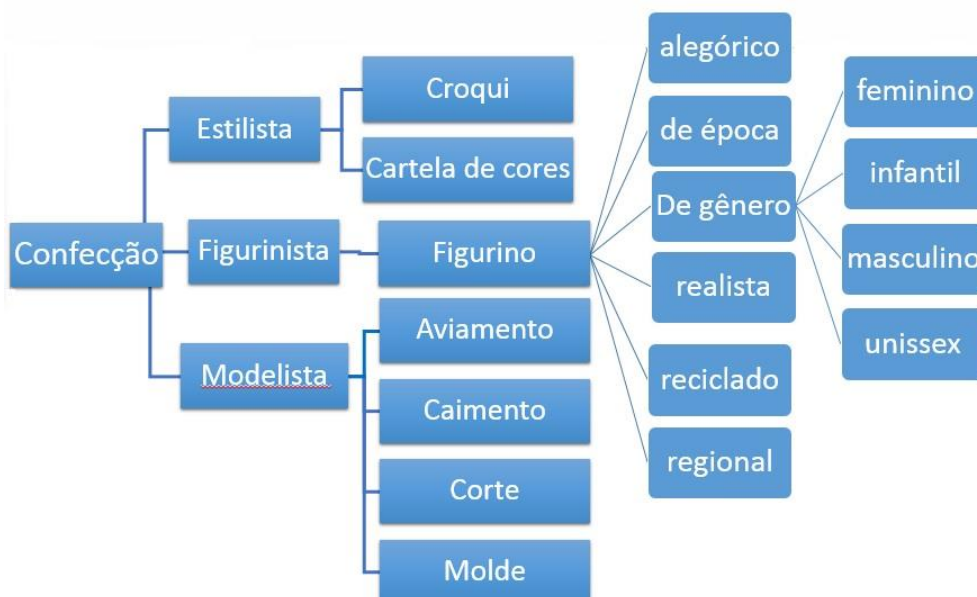 Confecção
Estilista
Croqui
Cartela de cores
Figurinista
Figurino
alegórico
de época
De gênero
feminino
infantil
masculino
unissex
realista
reciclado
regional
Modelista
Aviamento
Caimento
Corte
Molde